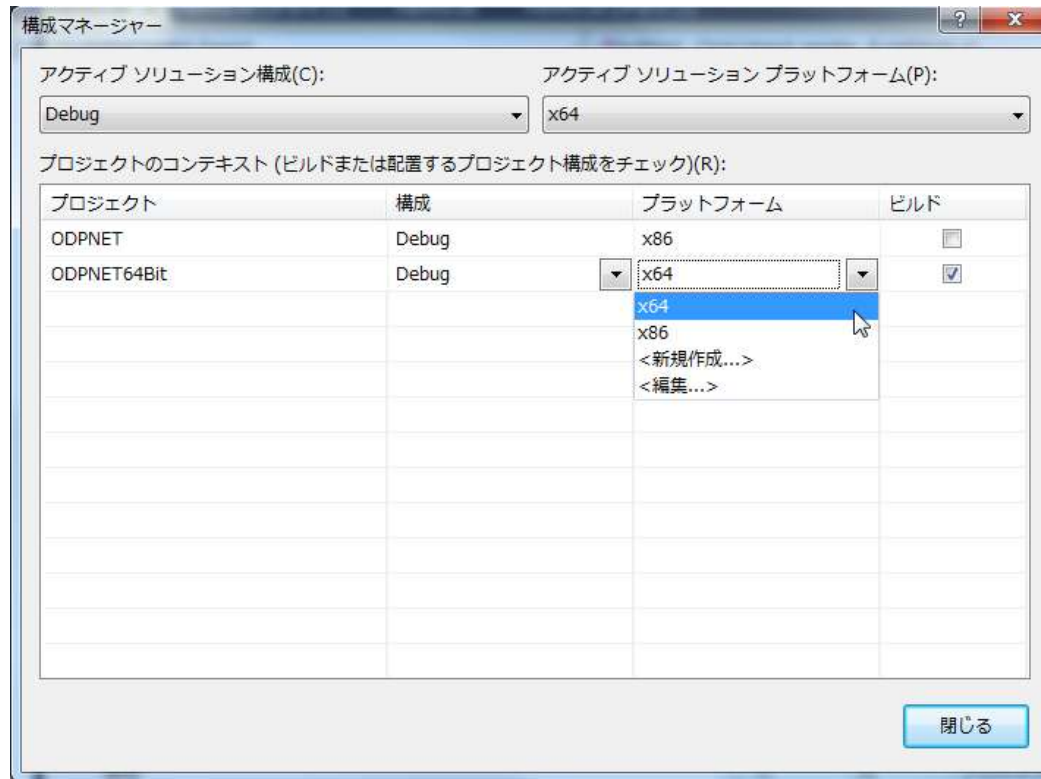 構成マネージャー
アクティブ ソリューション構成(C): アクティブ ソリューション プラットフォーム(P):
Debug x64
プロジェクトのコンテキスト (ビルドまたは配置するプロジェクト構成をチェック)(R):
プロジェクト 構成 プラットフォーム ビルド
ODPNET Debug x86
ODPNET64Bit Debug x64
x64
x86
<新規作成...>
<編集...>
閉じる